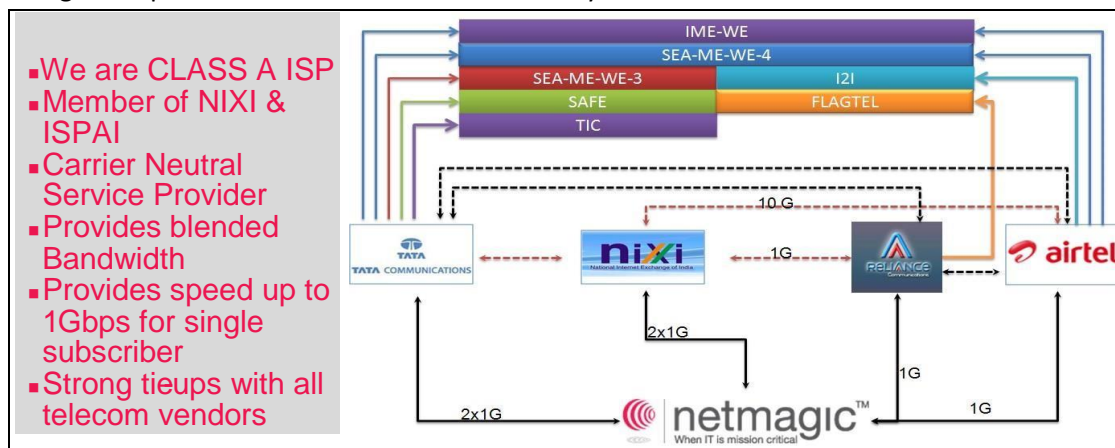 ▪We are CLASS A ISP
▪Member of NIXI &
ISPAI
▪Carrier Neutral
Service Provider
▪Provides blended
Bandwidth
▪Provides speed up to
1Gbps for single
subscriber
▪Strong tieups with all
telecom vendors
IME-WE
SEA-ME-WE-4
SEA-ME-WE-3
I2I
SAFE
FLAGTEL
TIC
10 G
TATA
TATA COMMUNICATIONS
nixi
National Internet Exchange of India
1G
RELIANCE
Communications
airtel
2x1G
1G
2x1G
1G
netmagic™
When IT is mission critical